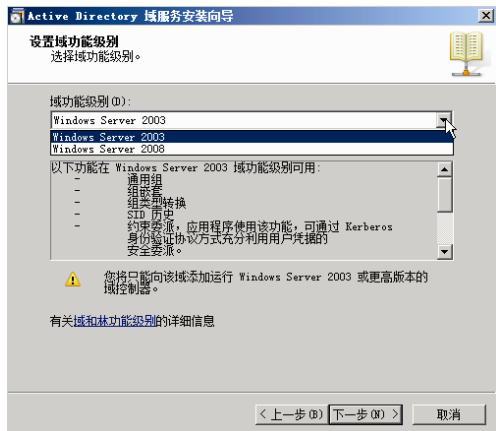 Active Directory 域服务安装向导
设置域功能级别
选择域功能级别。
域功能级别(D):
Windows Server 2003
Windows Server 2003
Windows Server 2008
以下功能在 Windows Server 2003 域功能级别可用:
- 通用组
- 组嵌套
- 组类型转换
- SID 历史
- 约束委派，应用程序使用该功能，可通过 Kerberos
身份验证协议方式充分利用用户凭据的
安全委派。
您将只能向该域添加运行 Windows Server 2003 或更高版本的
域控制器。
有关域和林功能级别的详细信息
< 上一步(B) 下一步(N) > 取消